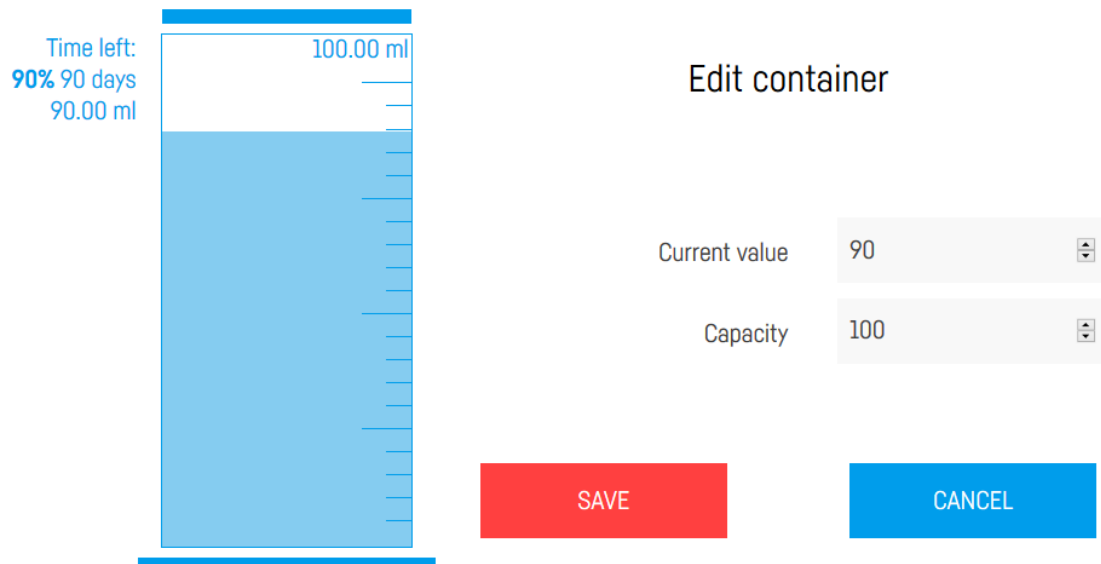 Time left:
90% 90 days
90.00 ml
100.00 ml
Edit container
Current value 90
Capacity 100
SAVE CANCEL